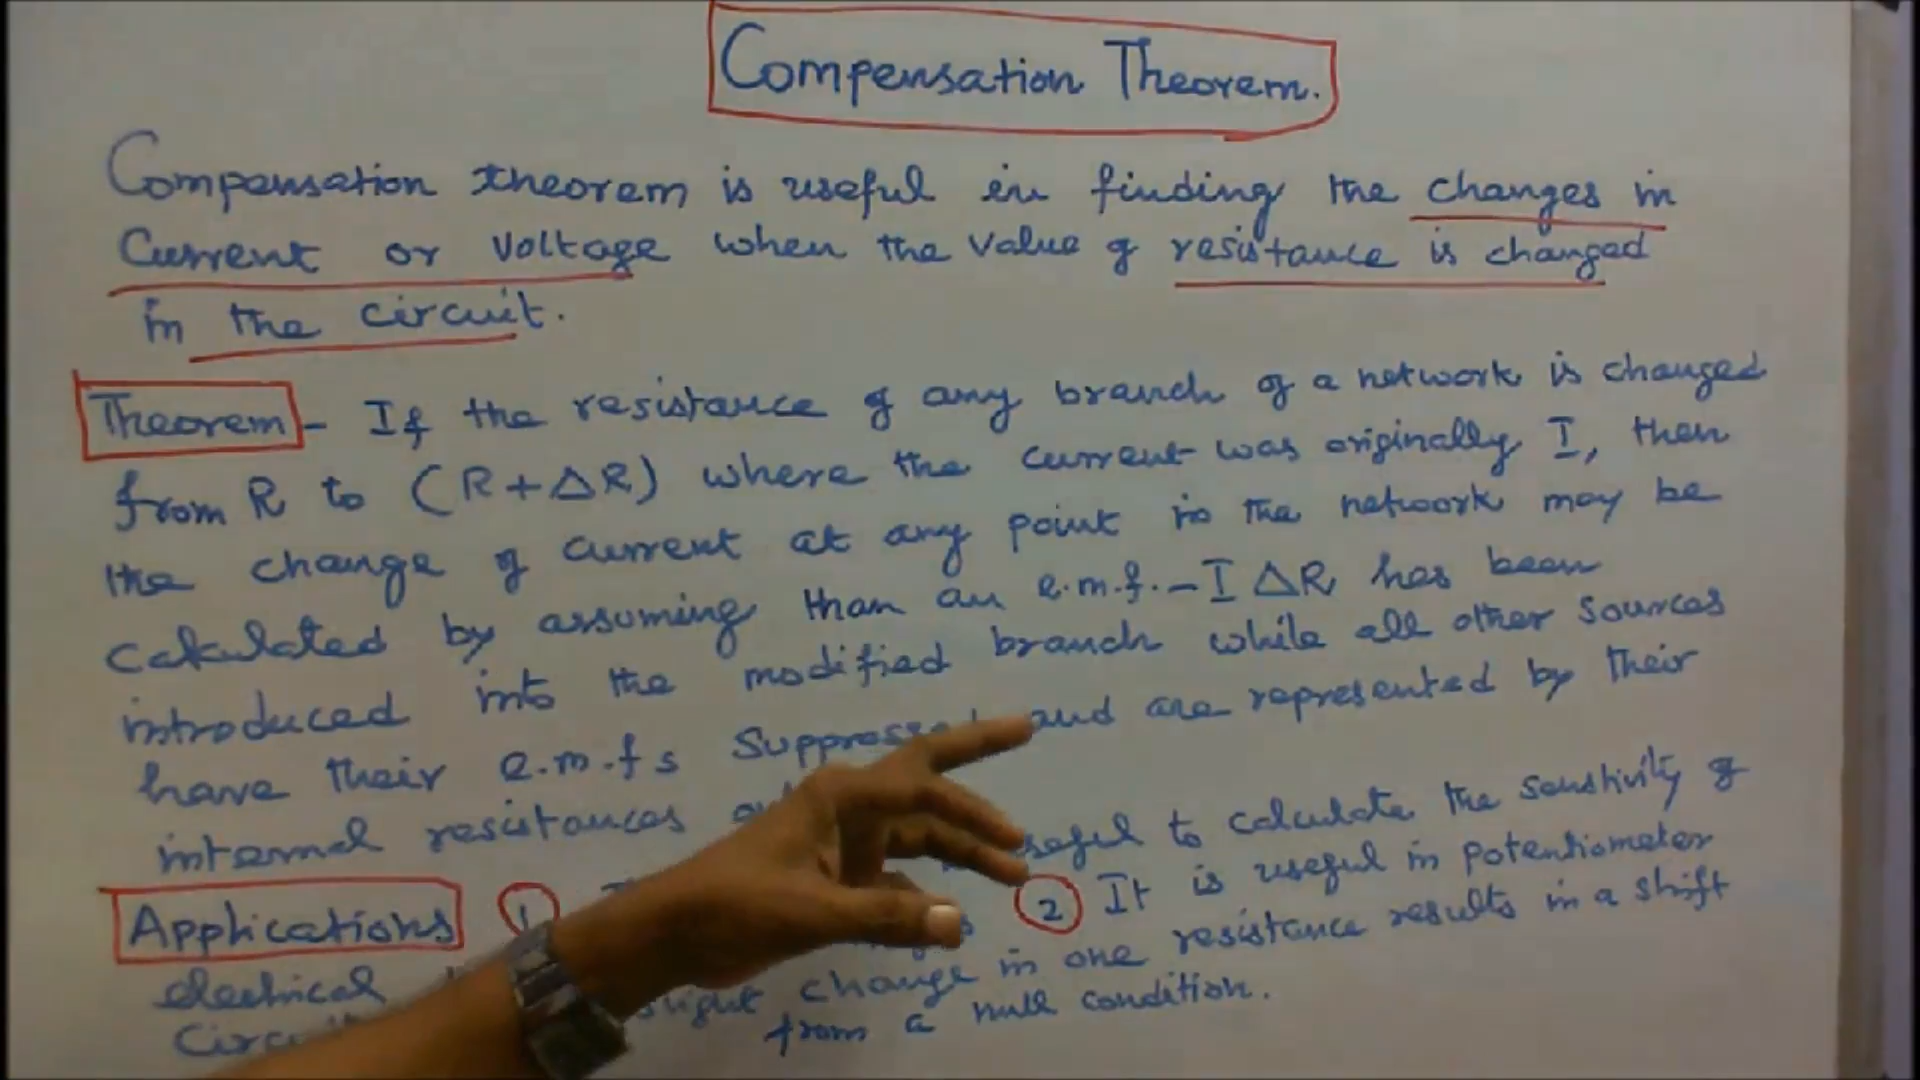 Compensation Theorem.
Compensation theorem is useful in finding the changes in
Current or voltage when the value of resistance is changed
in the circuit.
Theorem - If the resistance of any branch of a network is changed
from R to (R+ΔR) where the current was originally I, then
the change of current at any point in the network may be
calculated by assuming than an e.m.f. - I ΔR has been
introduced into the modified branch while all other sources
have their e.m.f s suppressed and are represented by their
internal resistances
Applications 1 to calculate the senstivity of
electrical 2 It is useful in potentiometer
slight change in one resistance results in a shift
from a null condition.